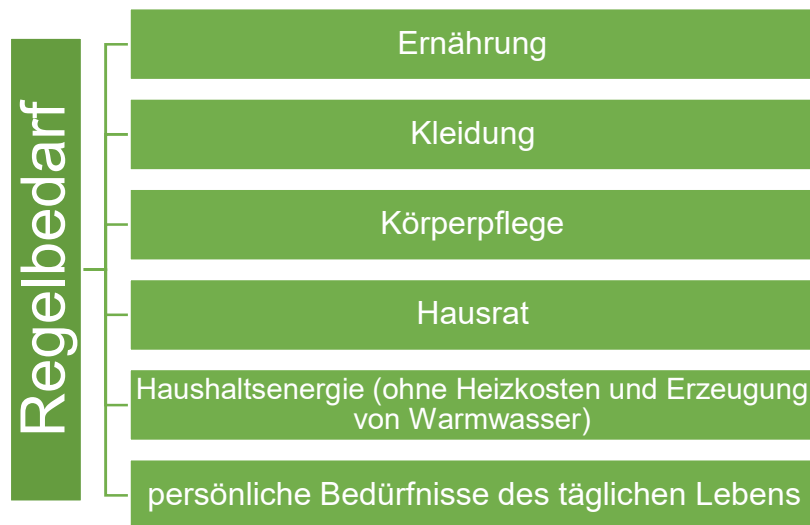 Regelbedarf
Ernährung
Kleidung
Körperpflege
Hausrat
Haushaltsenergie (ohne Heizkosten und Erzeugung
von Warmwasser)
persönliche Bedürfnisse des täglichen Lebens